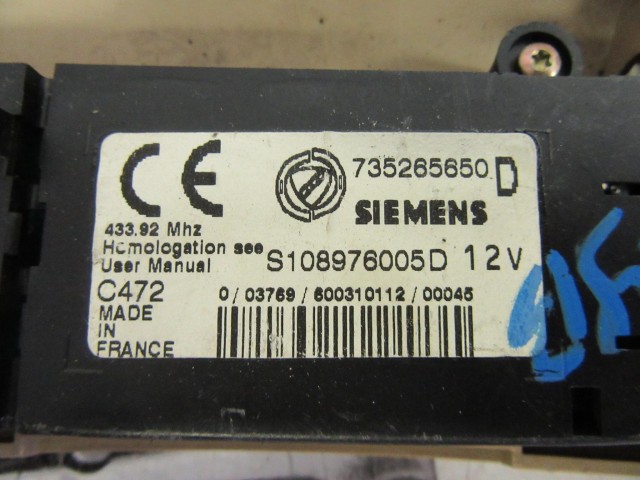 CE
735265650 D
SIEMENS
433.92 Mhz
Homologation see
User Manual
S108976005D 12V
C472
0/03769/600310112/00045
MADE
IN
FRANCE